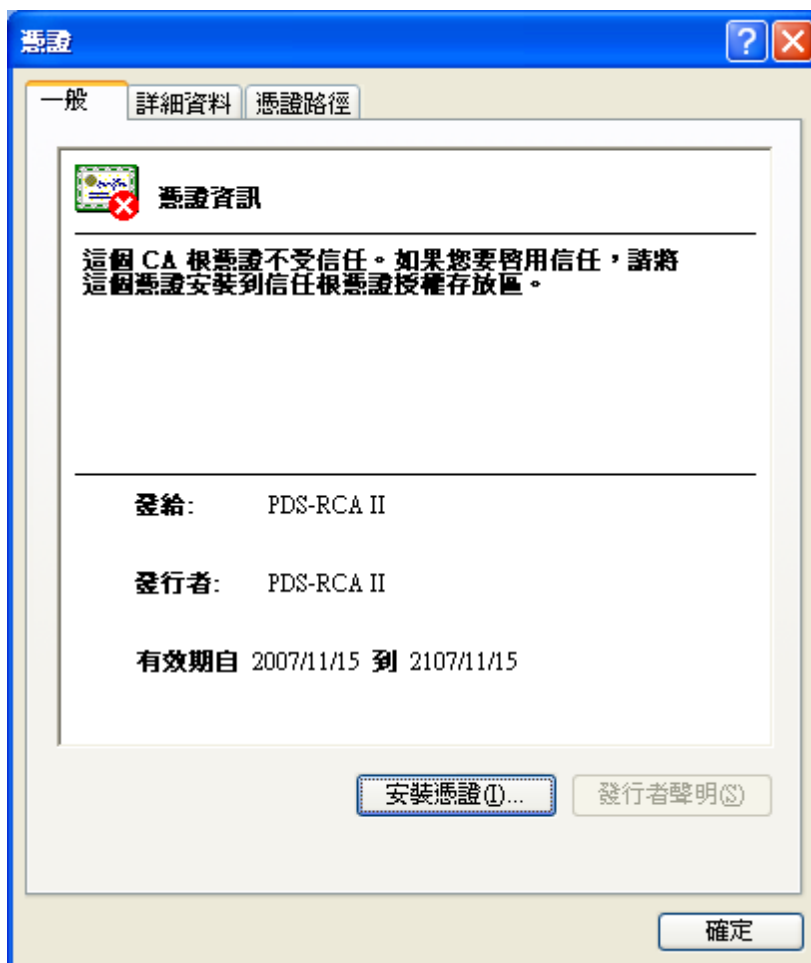 憑證
一般 詳細資料 憑證路徑
憑證資訊
這個 CA 根憑證不受信任。如果您要啓用信任，請將
這個憑證安裝到信任根憑證授權存放區。
發給: PDS-RCA II
發行者: PDS-RCA II
有效期自 2007/11/15 到 2107/11/15
安裝憑證(I)... 發行者聲明(S)
確定